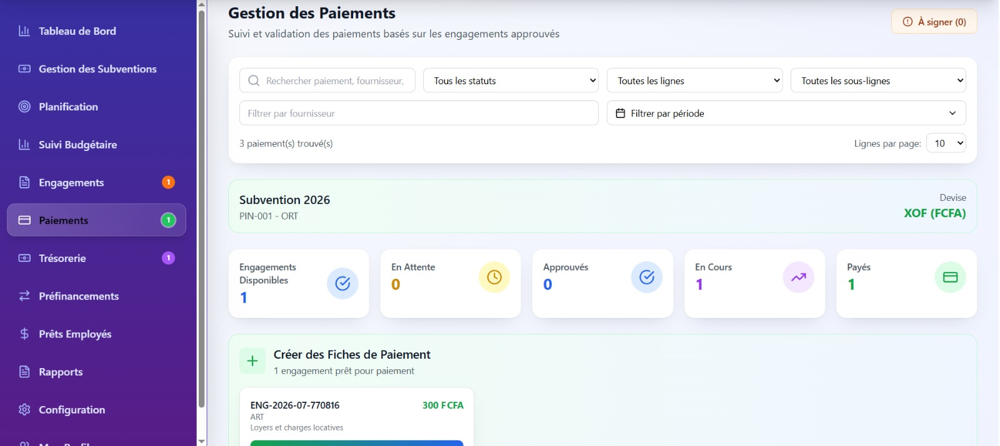 Tableau de Bord
Gestion des Subventions
Planification
Suivi Budgétaire
Engagements 1
Paiements 1
Trésorerie 1
Préfinancements
Prêts Employés
Rapports
Configuration
Gestion des Paiements
Suivi et validation des paiements basés sur les engagements approuvés
À signer (0)
Rechercher paiement, fournisseur,
Tous les statuts
Toutes les lignes
Toutes les sous-lignes
Filtrer par fournisseur
Filtrer par période
3 paiement(s) trouvé(s)
Lignes par page: 10
Subvention 2026
PIN-001 - ORT
Devise
XOF (FCFA)
Engagements
Disponibles
1
En Attente
0
Approuvés
0
En Cours
1
Payés
1
Créer des Fiches de Paiement
1 engagement prêt pour paiement
ENG-2026-07-770816 300 FCFA
ART
Loyers et charges locatives